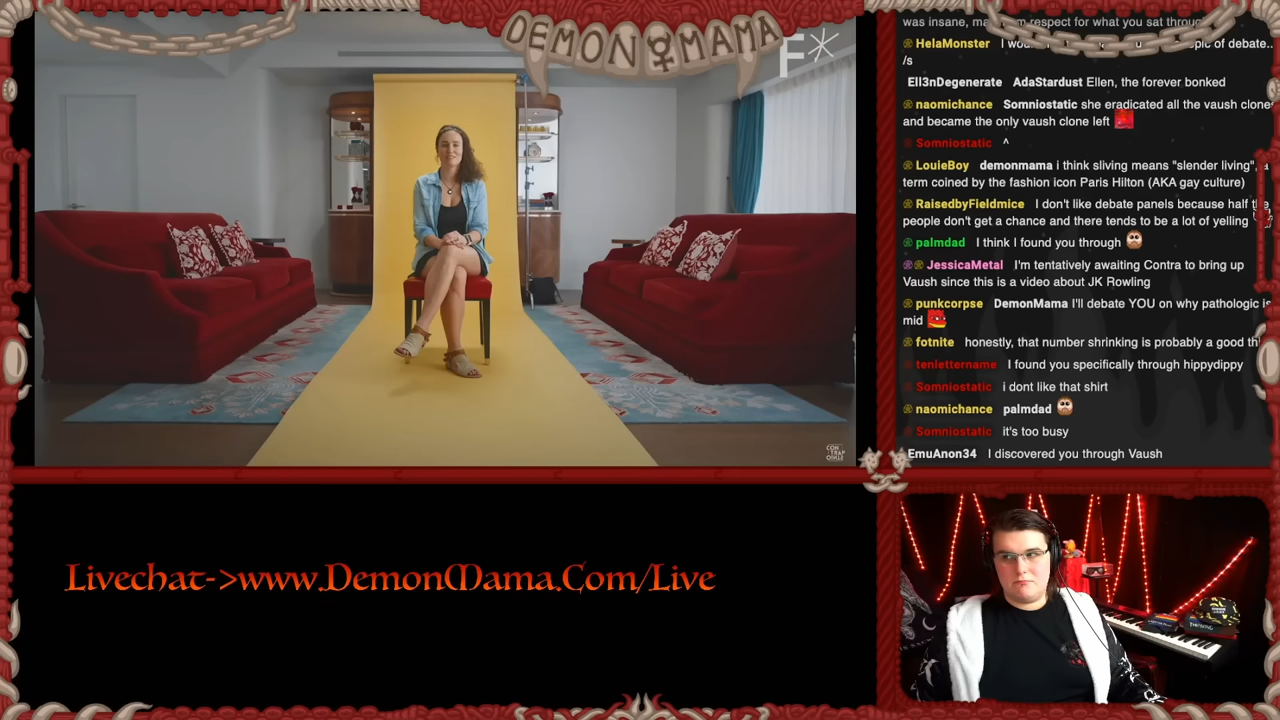 DEMON MAMA
F*
was insane, respect for what you sat through
HelaMonster I of debate..
/s
Ell3nDegenerate AdaStardust Ellen, the forever bonked
naomichance Somniostatic she eradicated all the vaush clones
and became the only vaush clone left
Somniostatic ^
LouieBoy demonmama i think sliving means "slender living", a
term coined by the fashion icon Paris Hilton (AKA gay culture)
RaisedbyFieldmice I don't like debate panels because half the
people don't get a chance and there tends to be a lot of yelling
palmdad I think I found you through
JessicaMetal I'm tentatively awaiting Contra to bring up
Vaush since this is a video about JK Rowling
punkcorpse DemonMama I'll debate YOU on why pathologic is
mid
fotnite honestly, that number shrinking is probably a good th
tenlettername I found you specifically through hippydippy
Somniostatic i dont like that shirt
naomichance palmdad
Somniostatic it's too busy
EmuAnon34 I discovered you through Vaush
CON
TRAP
OINTS
Livechat->www.DemonMama.Com/Live